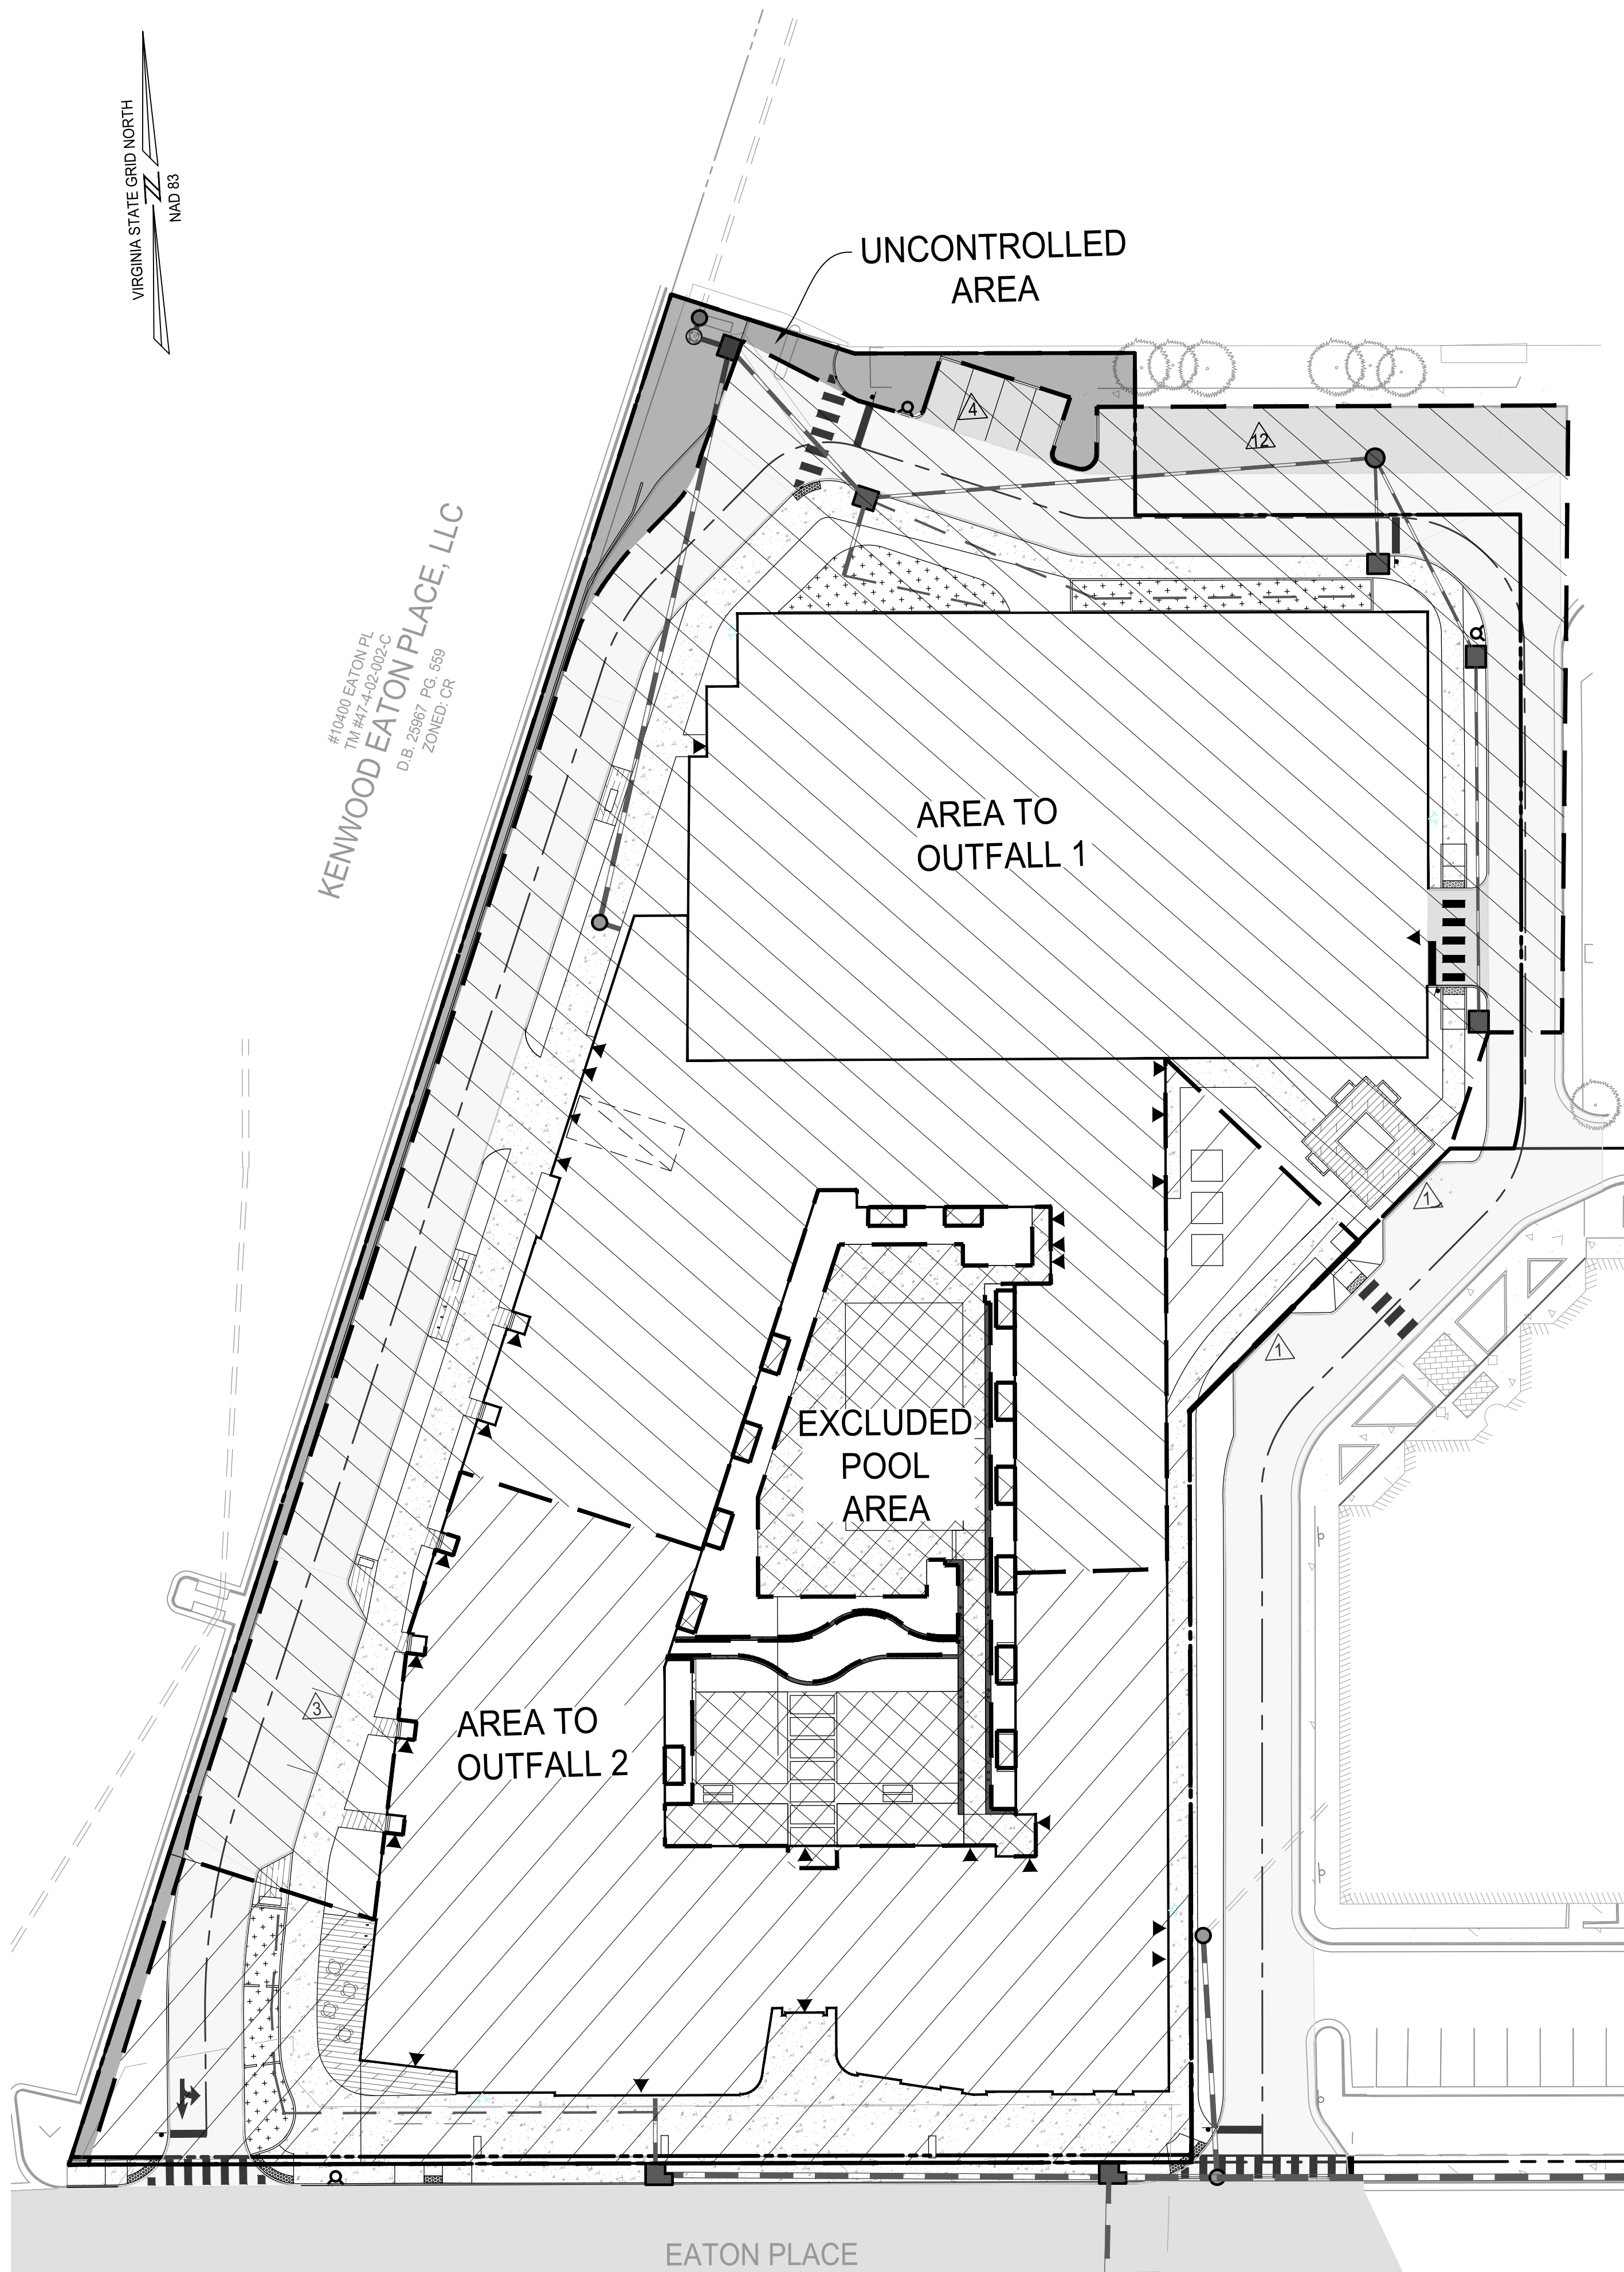 VIRGINIA STATE GRID NORTH
NAD 83
UNCONTROLLED
AREA
4
12
#10400 EATON PL
TM #47-4-02-002-C
KENWOOD EATON PLACE, LLC
D.B. 25967 PG. 559
ZONED: CR
AREA TO
OUTFALL 1
1
1
EXCLUDED
POOL
AREA
3
AREA TO
OUTFALL 2
EATON PLACE